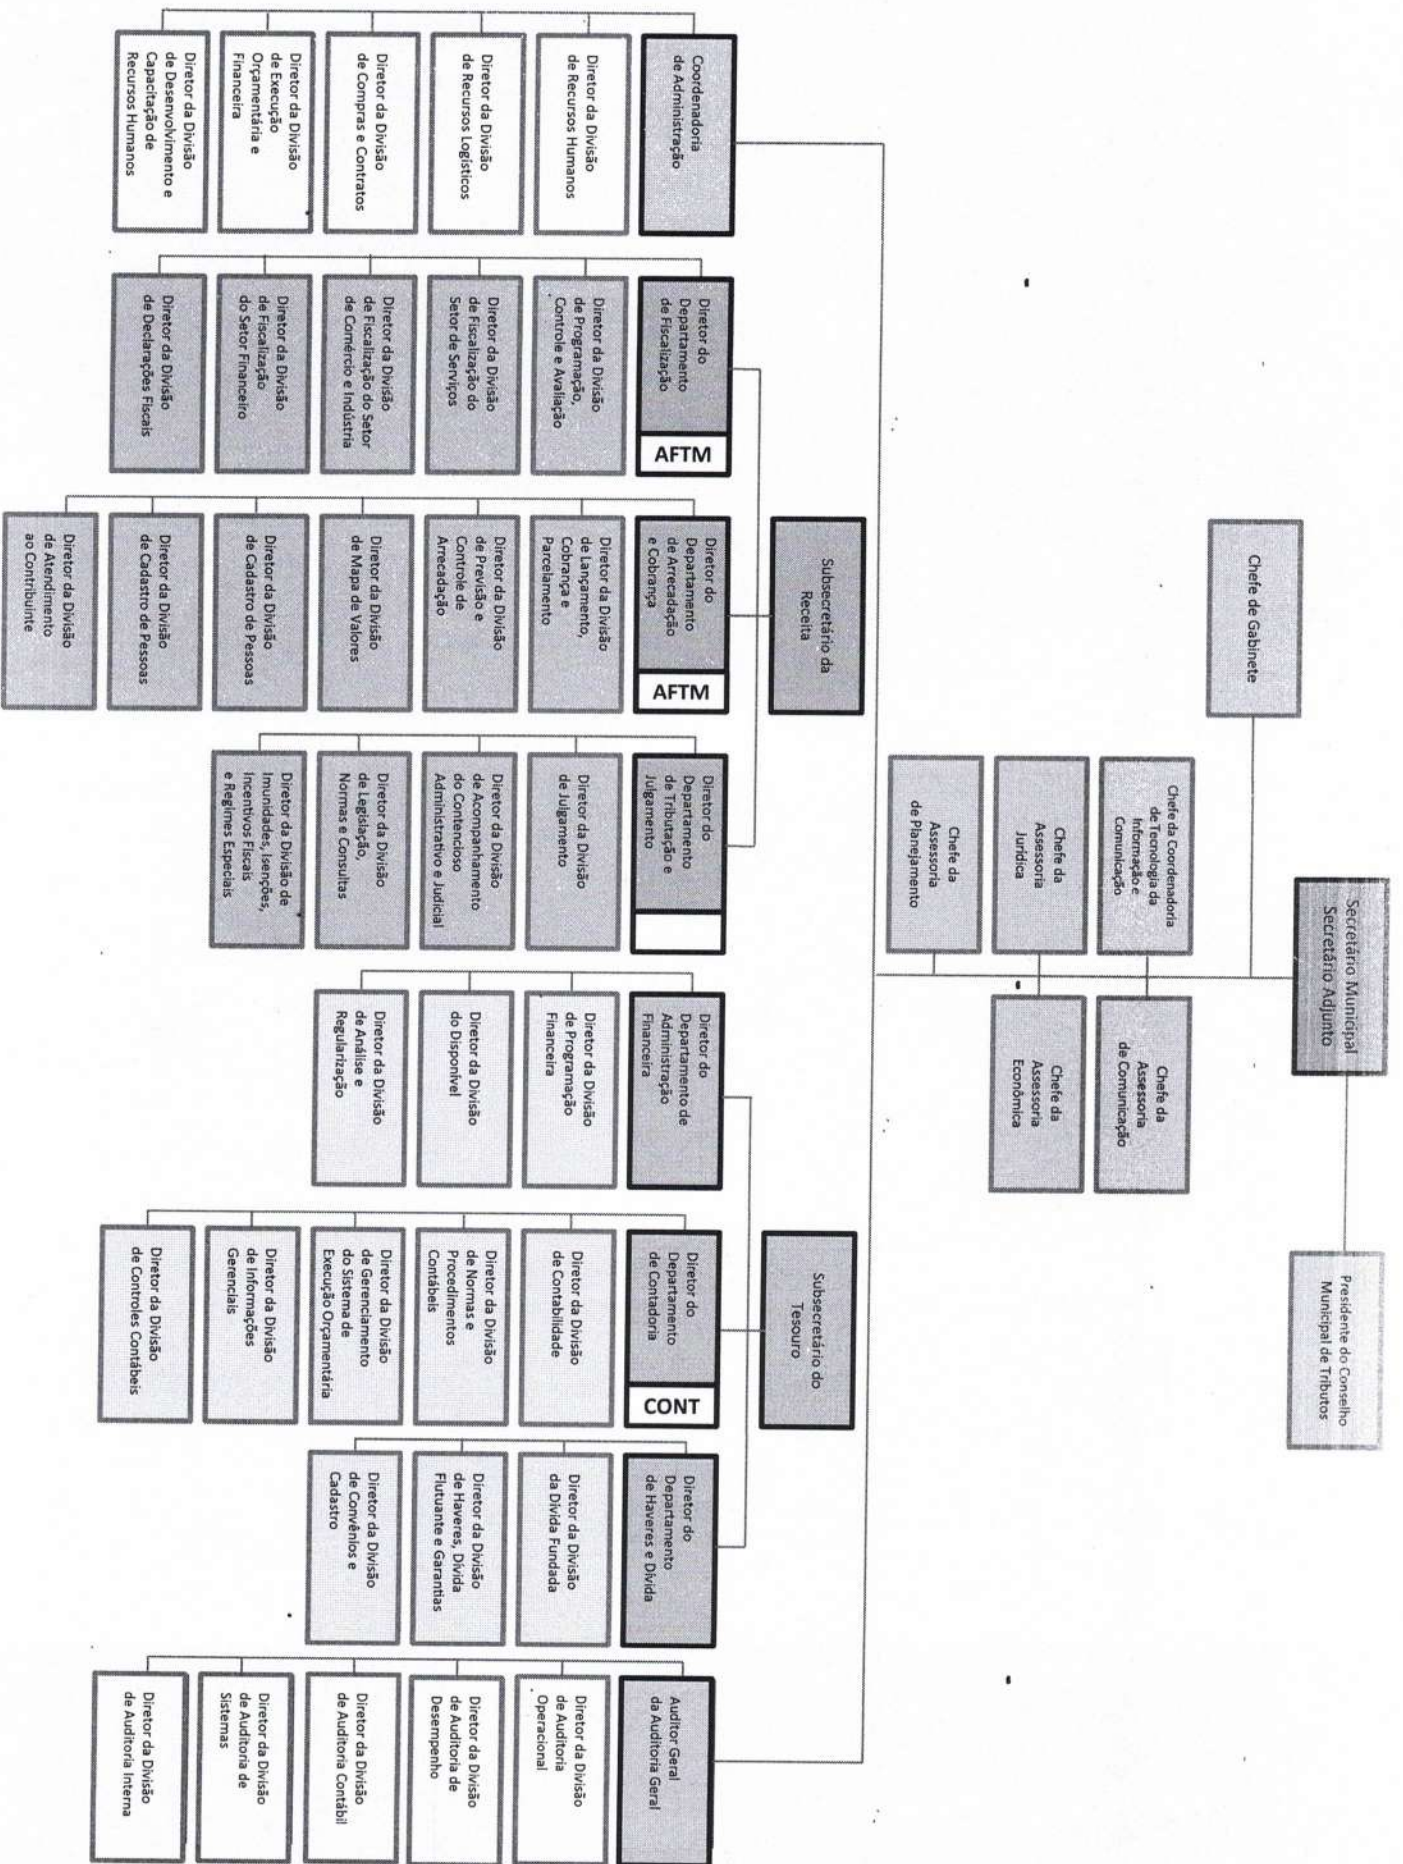 Secretário Municipal
Secretário Adjunto
Presidente do Conselho
Municipal de Tributos
Chefe de Gabinete
Chefe da Coordenadoria
de Tecnologia da
Informação e
Comunicação
Chefe da
Assessoria
de Comunicação
Chefe da
Assessoria
Jurídica
Chefe da
Assessoria
Econômica
Chefe da
Assessoria
de Planejamento
Subsecretário da
Receita
Subsecretário do
Tesouro
Coordenadoria
de Administração
Diretor da Divisão
de Recursos Humanos
Diretor da Divisão
de Recursos Logísticos
Diretor da Divisão
de Compras e Contratos
Diretor da Divisão
de Execução
Orçamentária e
Financeira
Diretor da Divisão
de Desenvolvimento e
Capacitação de
Recursos Humanos
Diretor do
Departamento
de Fiscalização
AFTM
Diretor da Divisão
de Programação,
Controle e Avaliação
Diretor da Divisão
de Fiscalização do
Setor de Serviços
Diretor da Divisão
de Fiscalização do Setor
de Comércio e Indústria
Diretor da Divisão
de Fiscalização
do Setor Financeiro
Diretor da Divisão
de Declarações Fiscais
Diretor do
Departamento
de Arrecadação
e Cobrança
AFTM
Diretor da Divisão
de Lançamento,
Cobrança e
Parcelamento
Diretor da Divisão
de Previsão e
Controle de
Arrecadação
Diretor da Divisão
de Mapa de Valores
Diretor da Divisão
de Cadastro de Pessoas
Diretor da Divisão
de Cadastro de Pessoas
Diretor da Divisão
de Atendimento
ao Contribuinte
Diretor do
Departamento
de Tributação e
Julgamento
Diretor da Divisão
de Julgamento
Diretor da Divisão
de Acompanhamento
do Contencioso
Administrativo e Judicial
Diretor da Divisão
de Legislação,
Normas e Consultas
Diretor da Divisão de
Imunidades, Isenções,
Incentivos Fiscais
e Regimes Especiais
Diretor do
Departamento de
Administração
Financeira
Diretor da Divisão
de Programação
Financeira
Diretor da Divisão
do Disponível
Diretor da Divisão
de Análise e
Regularização
Diretor do
Departamento
de Contadoria
CONT
Diretor da Divisão
de Contabilidade
Diretor da Divisão
de Normas e
Procedimentos
Contábeis
Diretor da Divisão
de Gerenciamento
do Sistema de
Execução Orçamentária
Diretor da Divisão
de Informações
Gerenciais
Diretor da Divisão
de Controles Contábeis
Diretor do
Departamento
de Haveres e Dívida
Diretor da Divisão
da Dívida Fundada
Diretor da Divisão
de Haveres, Dívida
Flutuante e Garantias
Diretor da Divisão
de Convênios e
Cadastro
Auditor Geral
da Auditoria Geral
Diretor da Divisão
de Auditoria
Operacional
Diretor da Divisão
de Auditoria de
Desempenho
Diretor da Divisão
de Auditoria Contábil
Diretor da Divisão
de Auditoria de
Sistemas
Diretor da Divisão
de Auditoria Interna